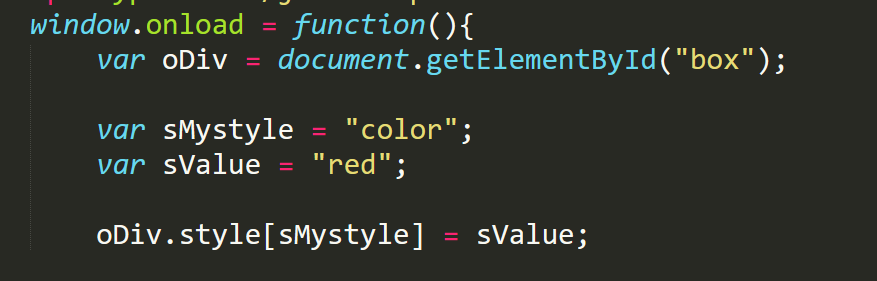 window.onload = function(){
var oDiv = document.getElementById("box");
var sMystyle = "color";
var sValue = "red";
oDiv.style[sMystyle] = sValue;